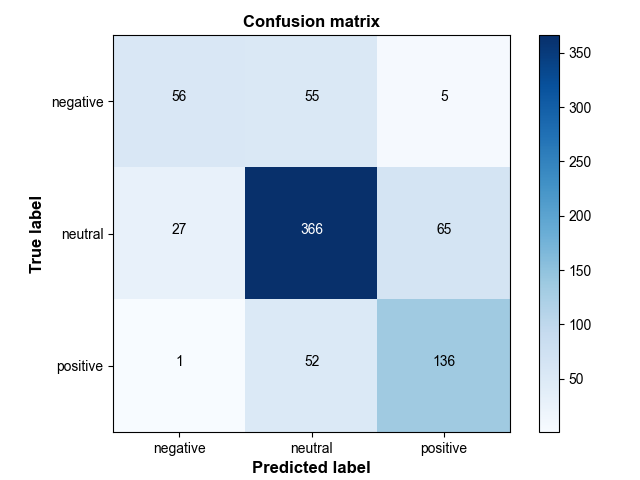 Confusion matrix
True label
negative 56 55 5
neutral 27 366 65
positive 1 52 136
negative neutral positive
Predicted label
350
300
250
200
150
100
50